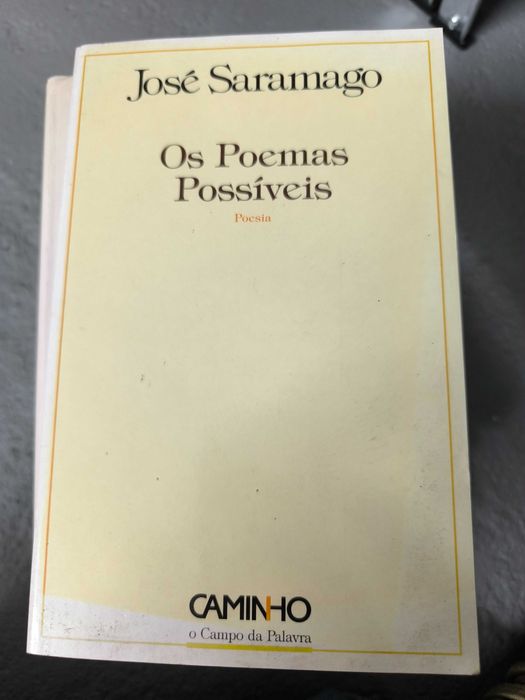 José Saramago
Os Poemas
Possíveis
Poesia
CAMINHO
o Campo da Palavra